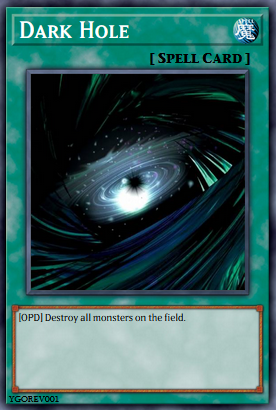 Dark Hole
魔
[ Spell Card ]
[OPD] Destroy all monsters on the field.
YGOREV001